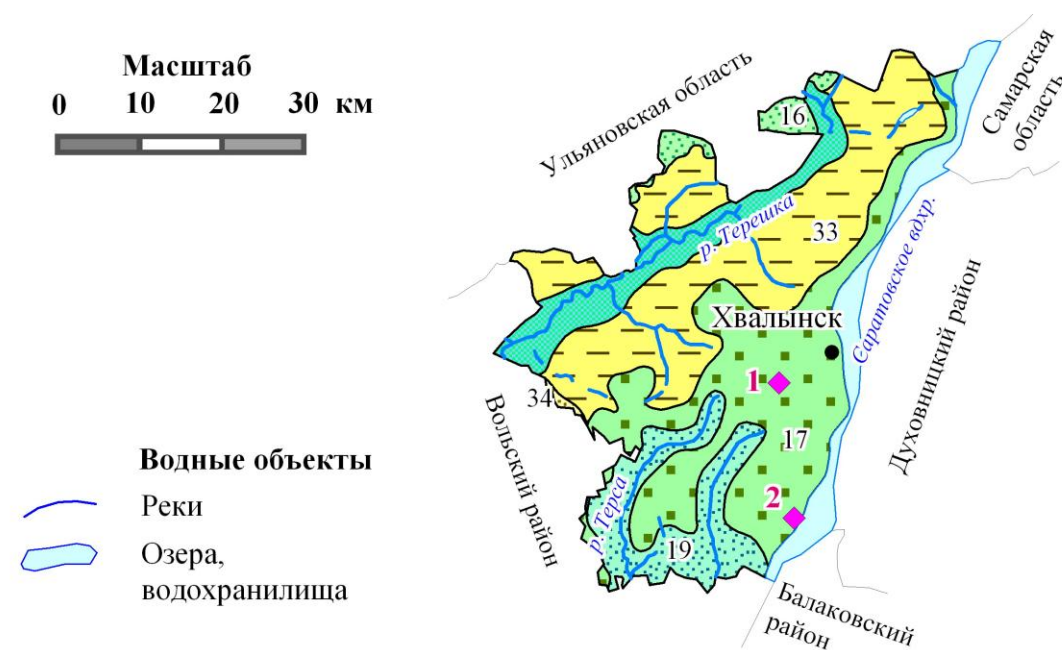 Масштаб
0 10 20 30 км
Ульяновская область
Самарская
область
16
р. Терешка
33
Саратовское вдхр.
Хвалынск
Духовницкий район
1
34
Вольский район
17
Водные объекты
Реки
2
р. Терса
19
Озера,
водохранилища
Балаковский
район